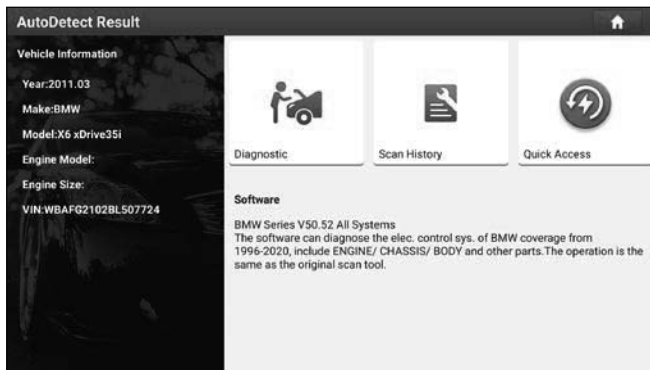 AutoDetect Result
Vehicle Information
Year:2011.03
Make:BMW
Model:X6 xDrive35i
Engine Model:
Engine Size:
VIN:WBAFG2102BL507724
Diagnostic
Scan History
Quick Access
Software
BMW Series V50.52 All Systems
The software can diagnose the elec. control sys. of BMW coverage from
1996-2020, include ENGINE/ CHASSIS/ BODY and other parts.The operation is the
same as the original scan tool.